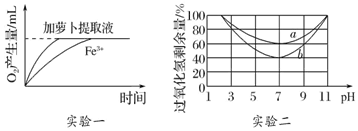 O₂产生量/mL
加萝卜提取液
Fe³⁺
时间
实验一
过氧化氢剩余量/%
100
80
60
40
20
0
a
b
1 3 5 7 9 11 pH
实验二